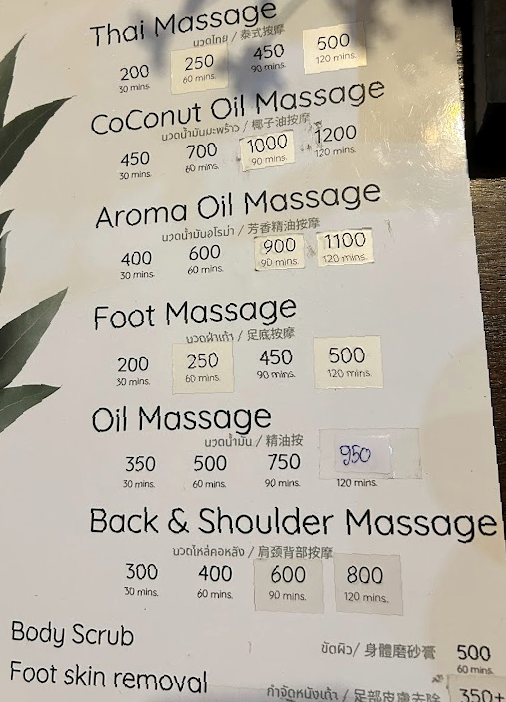 Thai Massage
นวดไทย / 泰式按摩
200 250 450 500
30 mins. 60 mins. 90 mins. 120 mins.
CoConut Oil Massage
นวดน้ำมันมะพร้าว / 椰子油按摩
450 700 1000 1200
30 mins. 60 mins. 90 mins. 120 mins.
Aroma Oil Massage
นวดน้ำมันอโรม่า / 芳香精油按摩
400 600 900 1100
30 mins. 60 mins. 90 mins. 120 mins.
Foot Massage
นวดฝ่าเท้า / 足底按摩
200 250 450 500
30 mins. 60 mins. 90 mins. 120 mins.
Oil Massage
นวดน้ำมัน / 精油按
350 500 750 950
30 mins. 60 mins. 90 mins. 120 mins.
Back & Shoulder Massage
นวดไหล่คอหลัง / 肩颈背部按摩
300 400 600 800
30 mins. 60 mins. 90 mins. 120 mins.
Body Scrub ขัดผิว/ 身體磨砂膏 500
60 mins.
Foot skin removal กำจัดหนังเท้า / 足部皮膚去除 350+